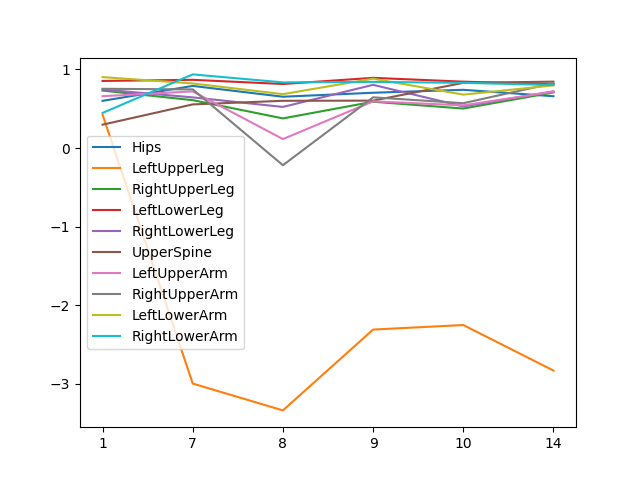 1
0
−1
−2
−3
Hips
LeftUpperLeg
RightUpperLeg
LeftLowerLeg
RightLowerLeg
UpperSpine
LeftUpperArm
RightUpperArm
LeftLowerArm
RightLowerArm
1 7 8 9 10 14